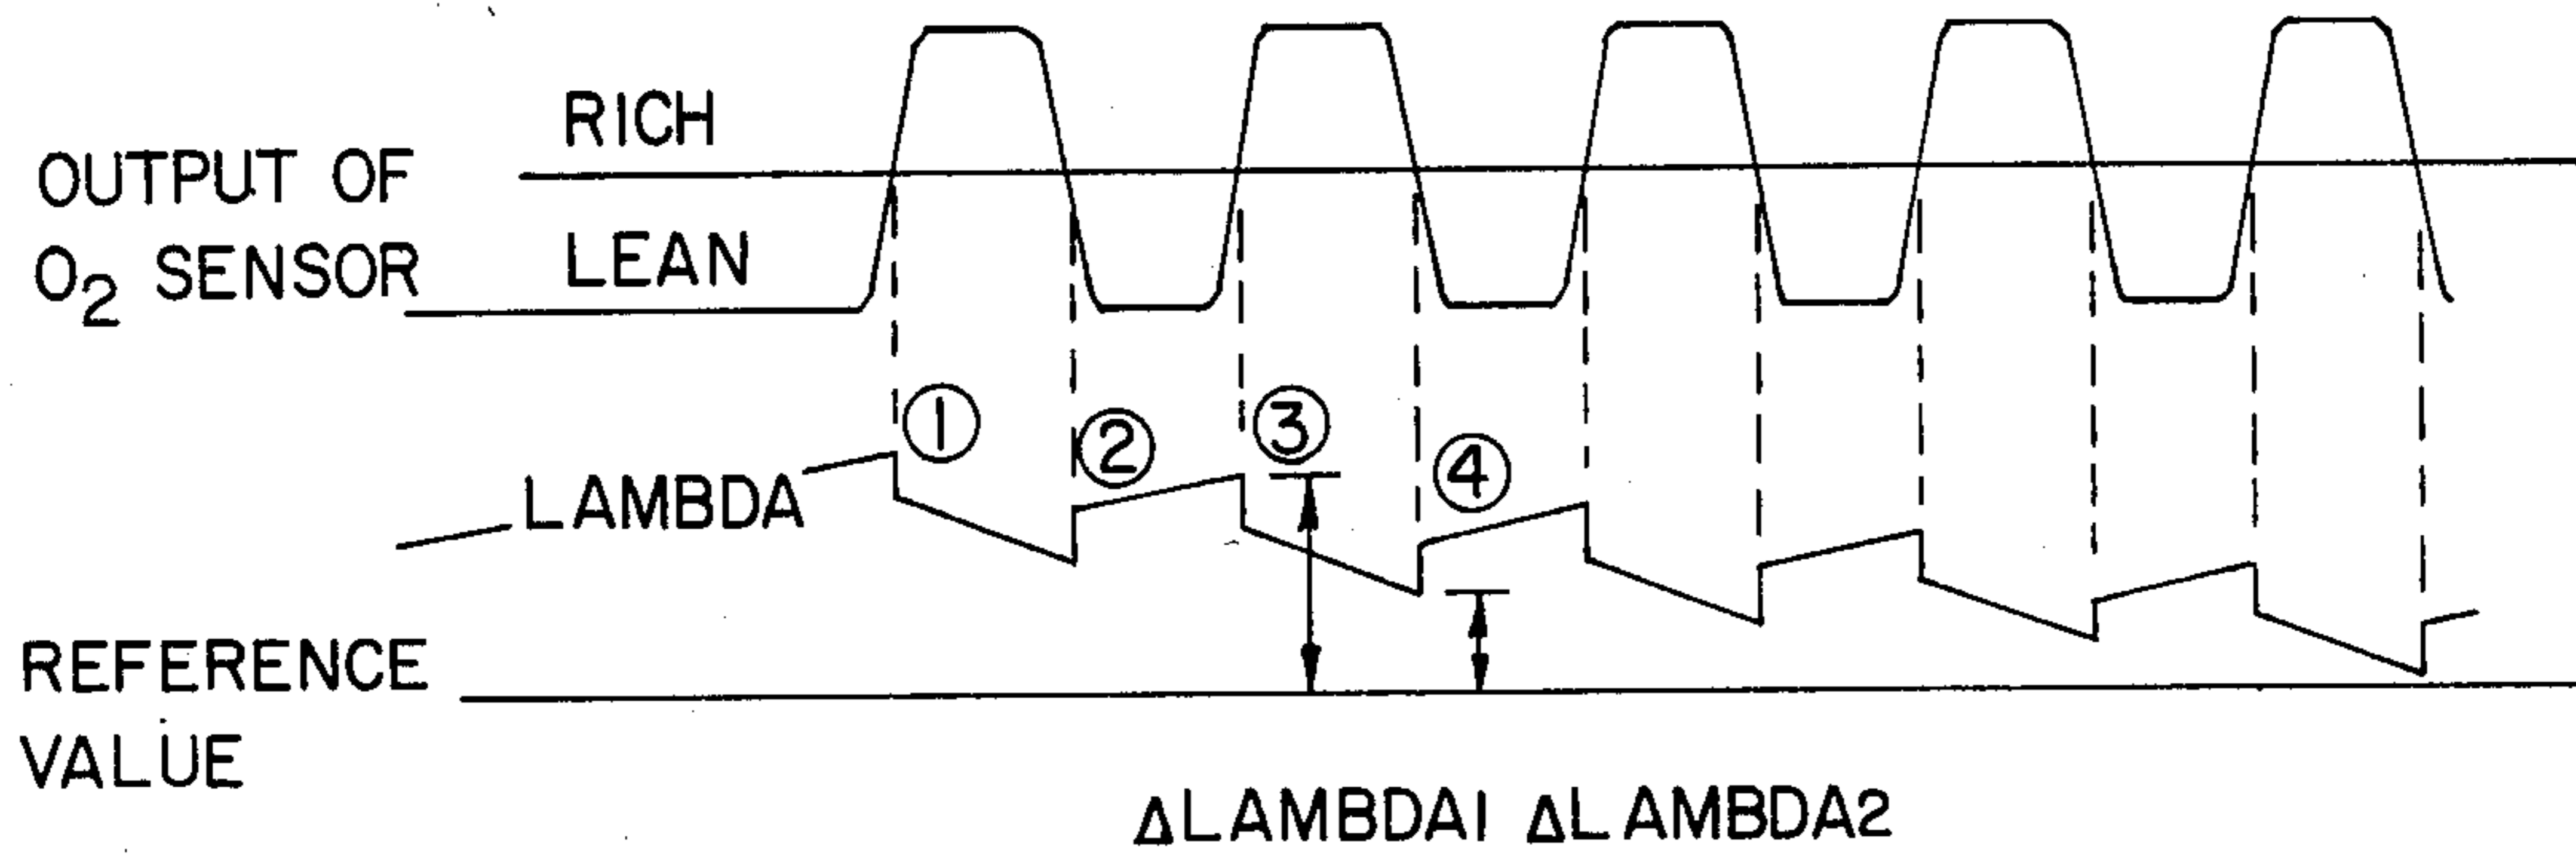 RICH
OUTPUT OF
O₂ SENSOR
LEAN
①
②
③
④
LAMBDA
REFERENCE
VALUE
ΔLAMBDA1 ΔLAMBDA2